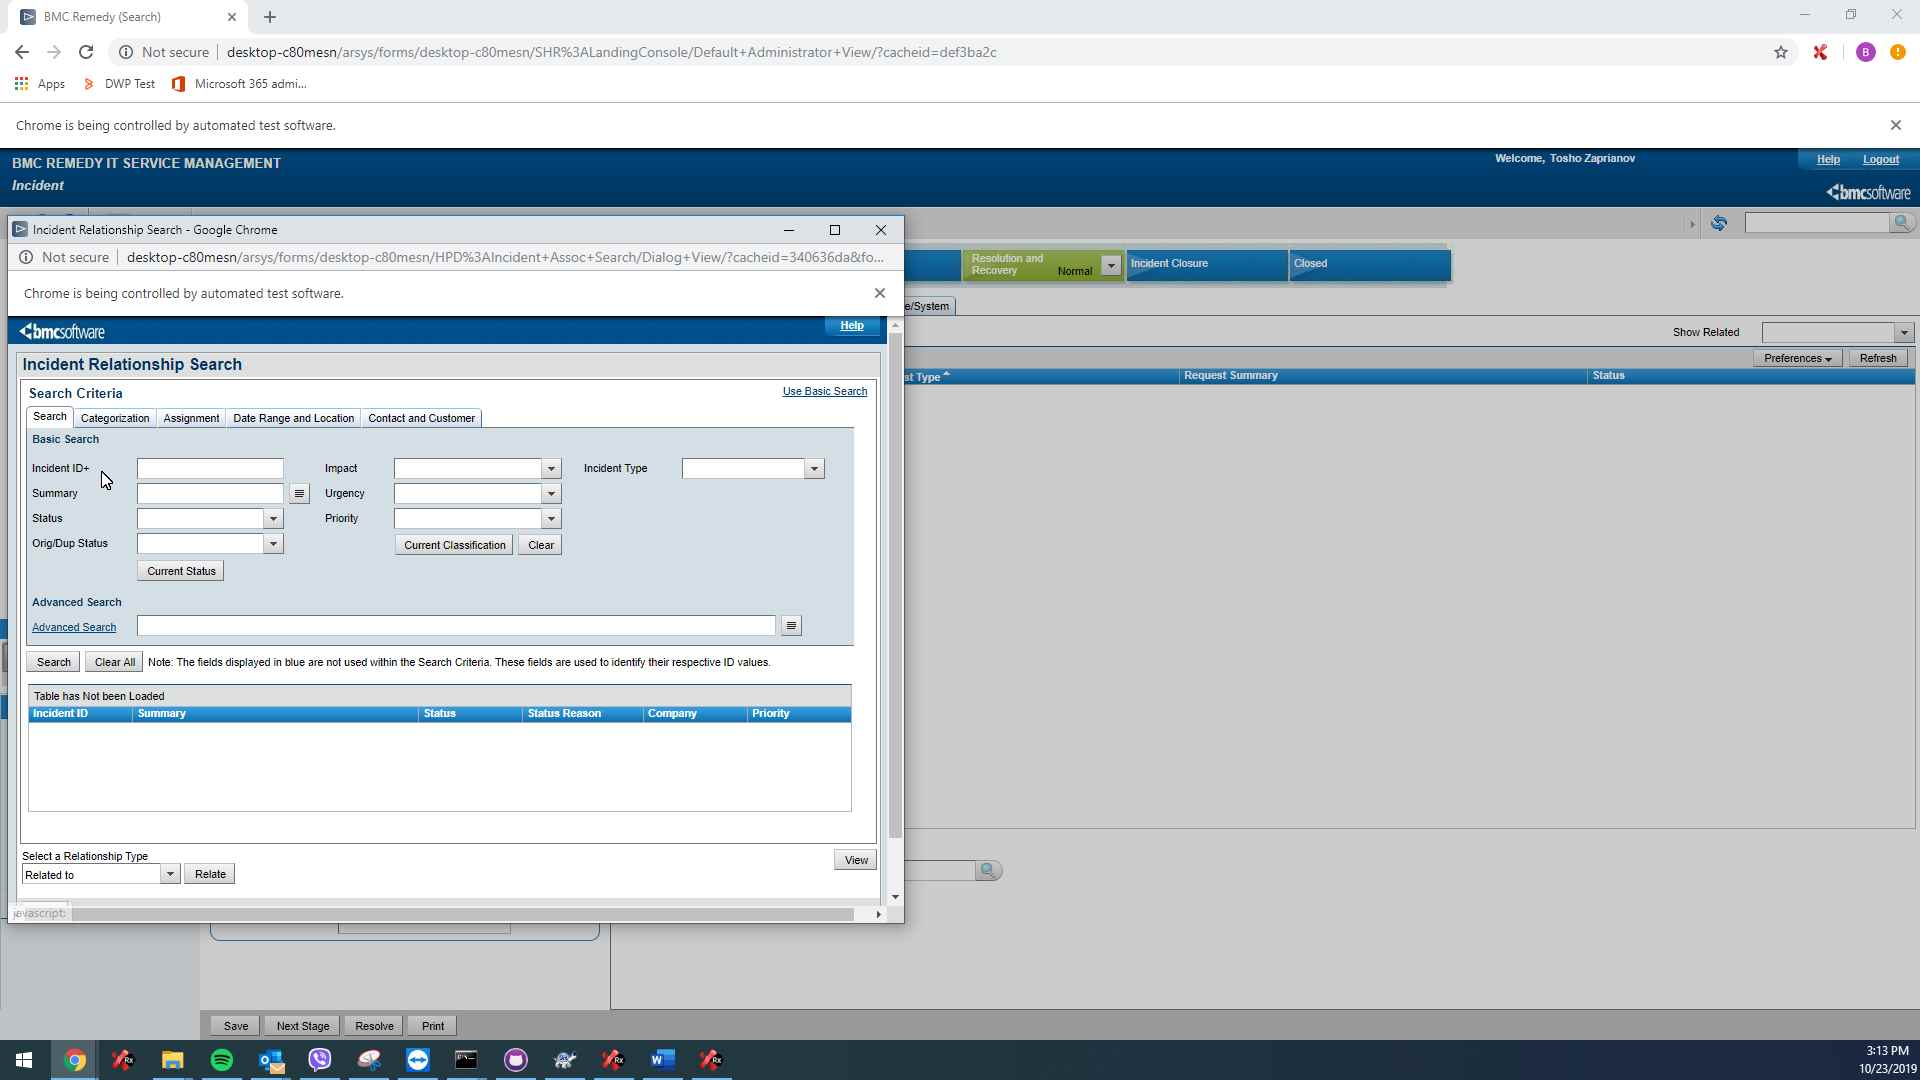 BMC Remedy (Search)
Not secure desktop-c80mesn/arsys/forms/desktop-c80mesn/SHR%3ALandingConsole/Default+Administrator+View/?cacheid=def3ba2c
B
Apps DWP Test Microsoft 365 admi...
Chrome is being controlled by automated test software.
BMC REMEDY IT SERVICE MANAGEMENT
Welcome, Tosho Zaprianov
Help Logout
Incident
bmcsoftware
Incident Relationship Search - Google Chrome
Not secure desktop-c80mesn/arsys/forms/desktop-c80mesn/HPD%3AIncident+Assoc+Search/Dialog+View/?cacheid=340636da&fo...
Chrome is being controlled by automated test software.
Resolution and Recovery Normal Incident Closure Closed
e/System
Show Related
Preferences Refresh
st Type Request Summary Status
bmcsoftware
Help
Incident Relationship Search
Search Criteria
Use Basic Search
Search Categorization Assignment Date Range and Location Contact and Customer
Basic Search
Incident ID+ Impact Incident Type
Summary Urgency
Status Priority
Orig/Dup Status Current Classification Clear
Current Status
Advanced Search
Advanced Search
Search Clear All Note: The fields displayed in blue are not used within the Search Criteria. These fields are used to identify their respective ID values.
Table has Not been Loaded
Incident ID Summary Status Status Reason Company Priority
Select a Relationship Type
View
Related to Relate
javascript:
Save Next Stage Resolve Print
3:13 PM
10/23/2019